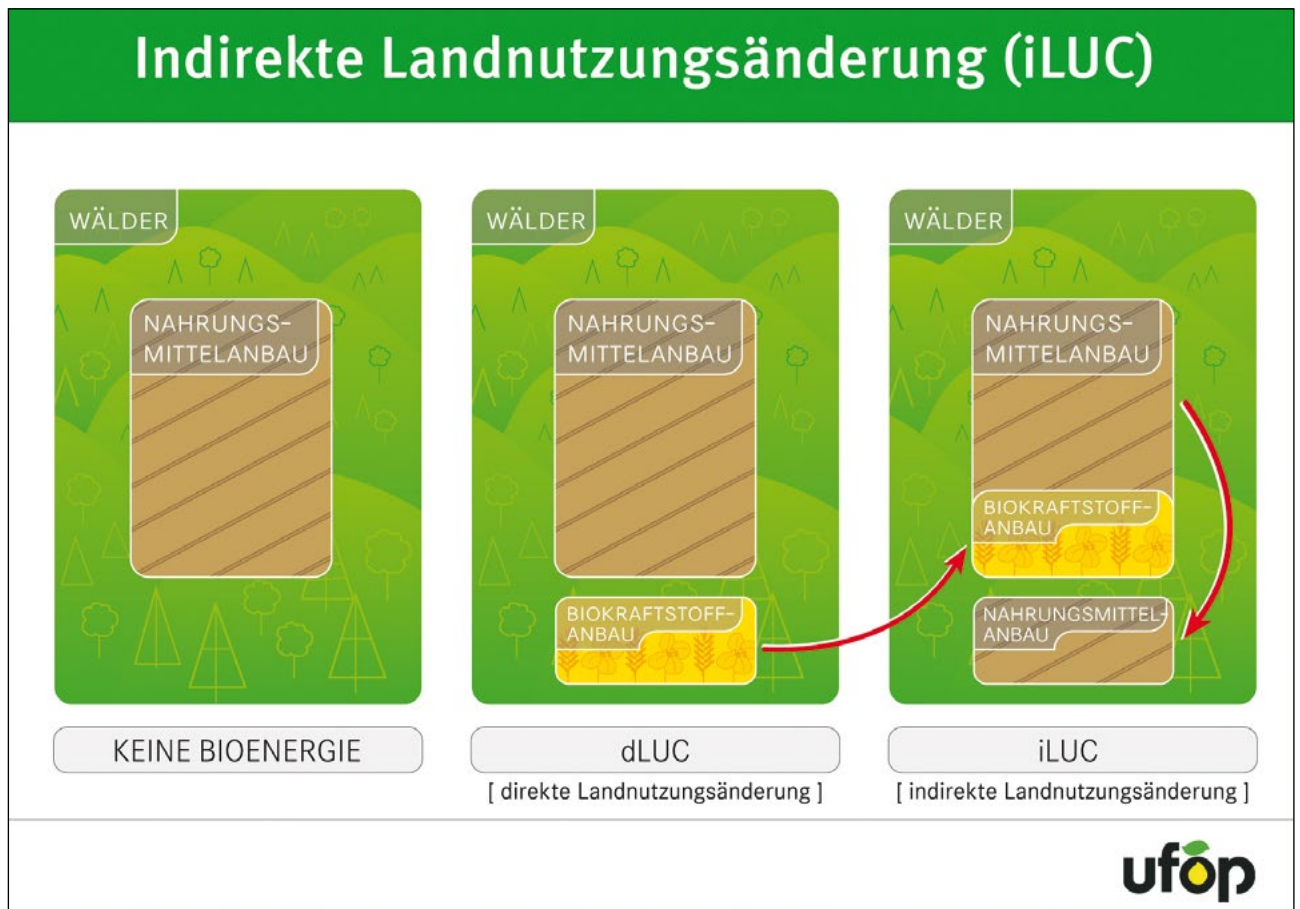 Indirekte Landnutzungsänderung (iLUC)
WÄLDER
NAHRUNGS-
MITTELANBAU
KEINE BIOENERGIE
WÄLDER
NAHRUNGS-
MITTELANBAU
BIOKRAFTSTOFF-
ANBAU
dLUC
[ direkte Landnutzungsänderung ]
WÄLDER
NAHRUNGS-
MITTELANBAU
BIOKRAFTSTOFF-
ANBAU
NAHRUNGSMITTEL-
ANBAU
iLUC
[ indirekte Landnutzungsänderung ]
ufop